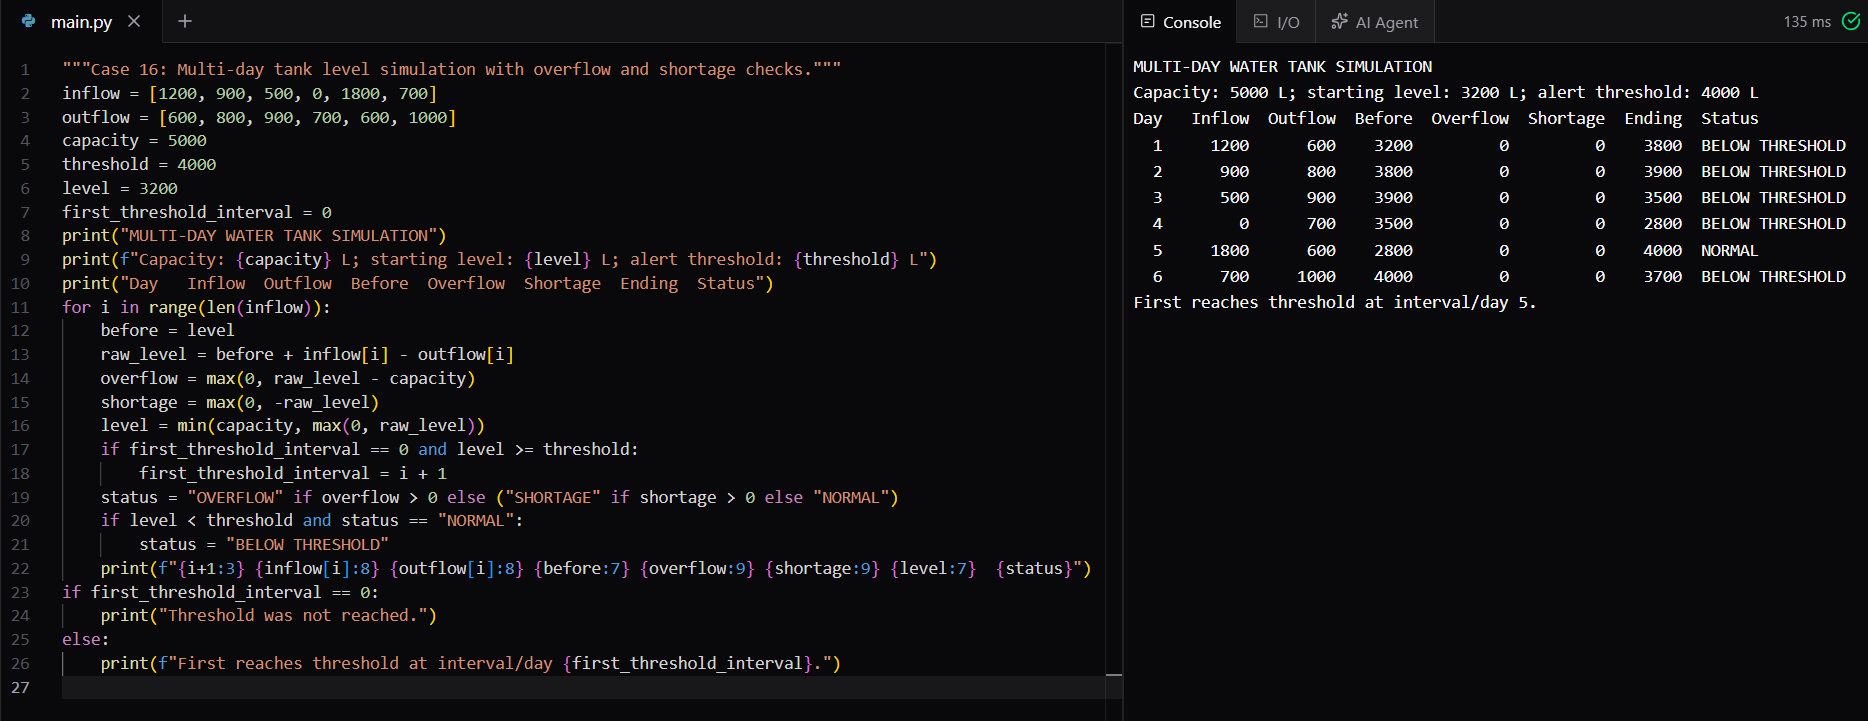 main.py
"""Case 16: Multi-day tank level simulation with overflow and shortage checks."""
inflow = [1200, 900, 500, 0, 1800, 700]
outflow = [600, 800, 900, 700, 600, 1000]
capacity = 5000
threshold = 4000
level = 3200
first_threshold_interval = 0
print("MULTI-DAY WATER TANK SIMULATION")
print(f"Capacity: {capacity} L; starting level: {level} L; alert threshold: {threshold} L")
print("Day   Inflow  Outflow  Before  Overflow  Shortage  Ending  Status")
for i in range(len(inflow)):
    before = level
    raw_level = before + inflow[i] - outflow[i]
    overflow = max(0, raw_level - capacity)
    shortage = max(0, -raw_level)
    level = min(capacity, max(0, raw_level))
    if first_threshold_interval == 0 and level >= threshold:
        first_threshold_interval = i + 1
    status = "OVERFLOW" if overflow > 0 else ("SHORTAGE" if shortage > 0 else "NORMAL")
    if level < threshold and status == "NORMAL":
        status = "BELOW THRESHOLD"
    print(f"{i+1:3} {inflow[i]:8} {outflow[i]:8} {before:7} {overflow:9} {shortage:9} {level:7}  {status}")
if first_threshold_interval == 0:
    print("Threshold was not reached.")
else:
    print(f"First reaches threshold at interval/day {first_threshold_interval}.")
1
2
3
4
5
6
7
8
9
10
11
12
13
14
15
16
17
18
19
20
21
22
23
24
25
26
27
Console I/O AI Agent 135 ms
MULTI-DAY WATER TANK SIMULATION
Capacity: 5000 L; starting level: 3200 L; alert threshold: 4000 L
Day   Inflow  Outflow  Before  Overflow  Shortage  Ending  Status
  1     1200      600    3200         0         0    3800  BELOW THRESHOLD
  2      900      800    3800         0         0    3900  BELOW THRESHOLD
  3      500      900    3900         0         0    3500  BELOW THRESHOLD
  4        0      700    3500         0         0    2800  BELOW THRESHOLD
  5     1800      600    2800         0         0    4000  NORMAL
  6      700     1000    4000         0         0    3700  BELOW THRESHOLD
First reaches threshold at interval/day 5.